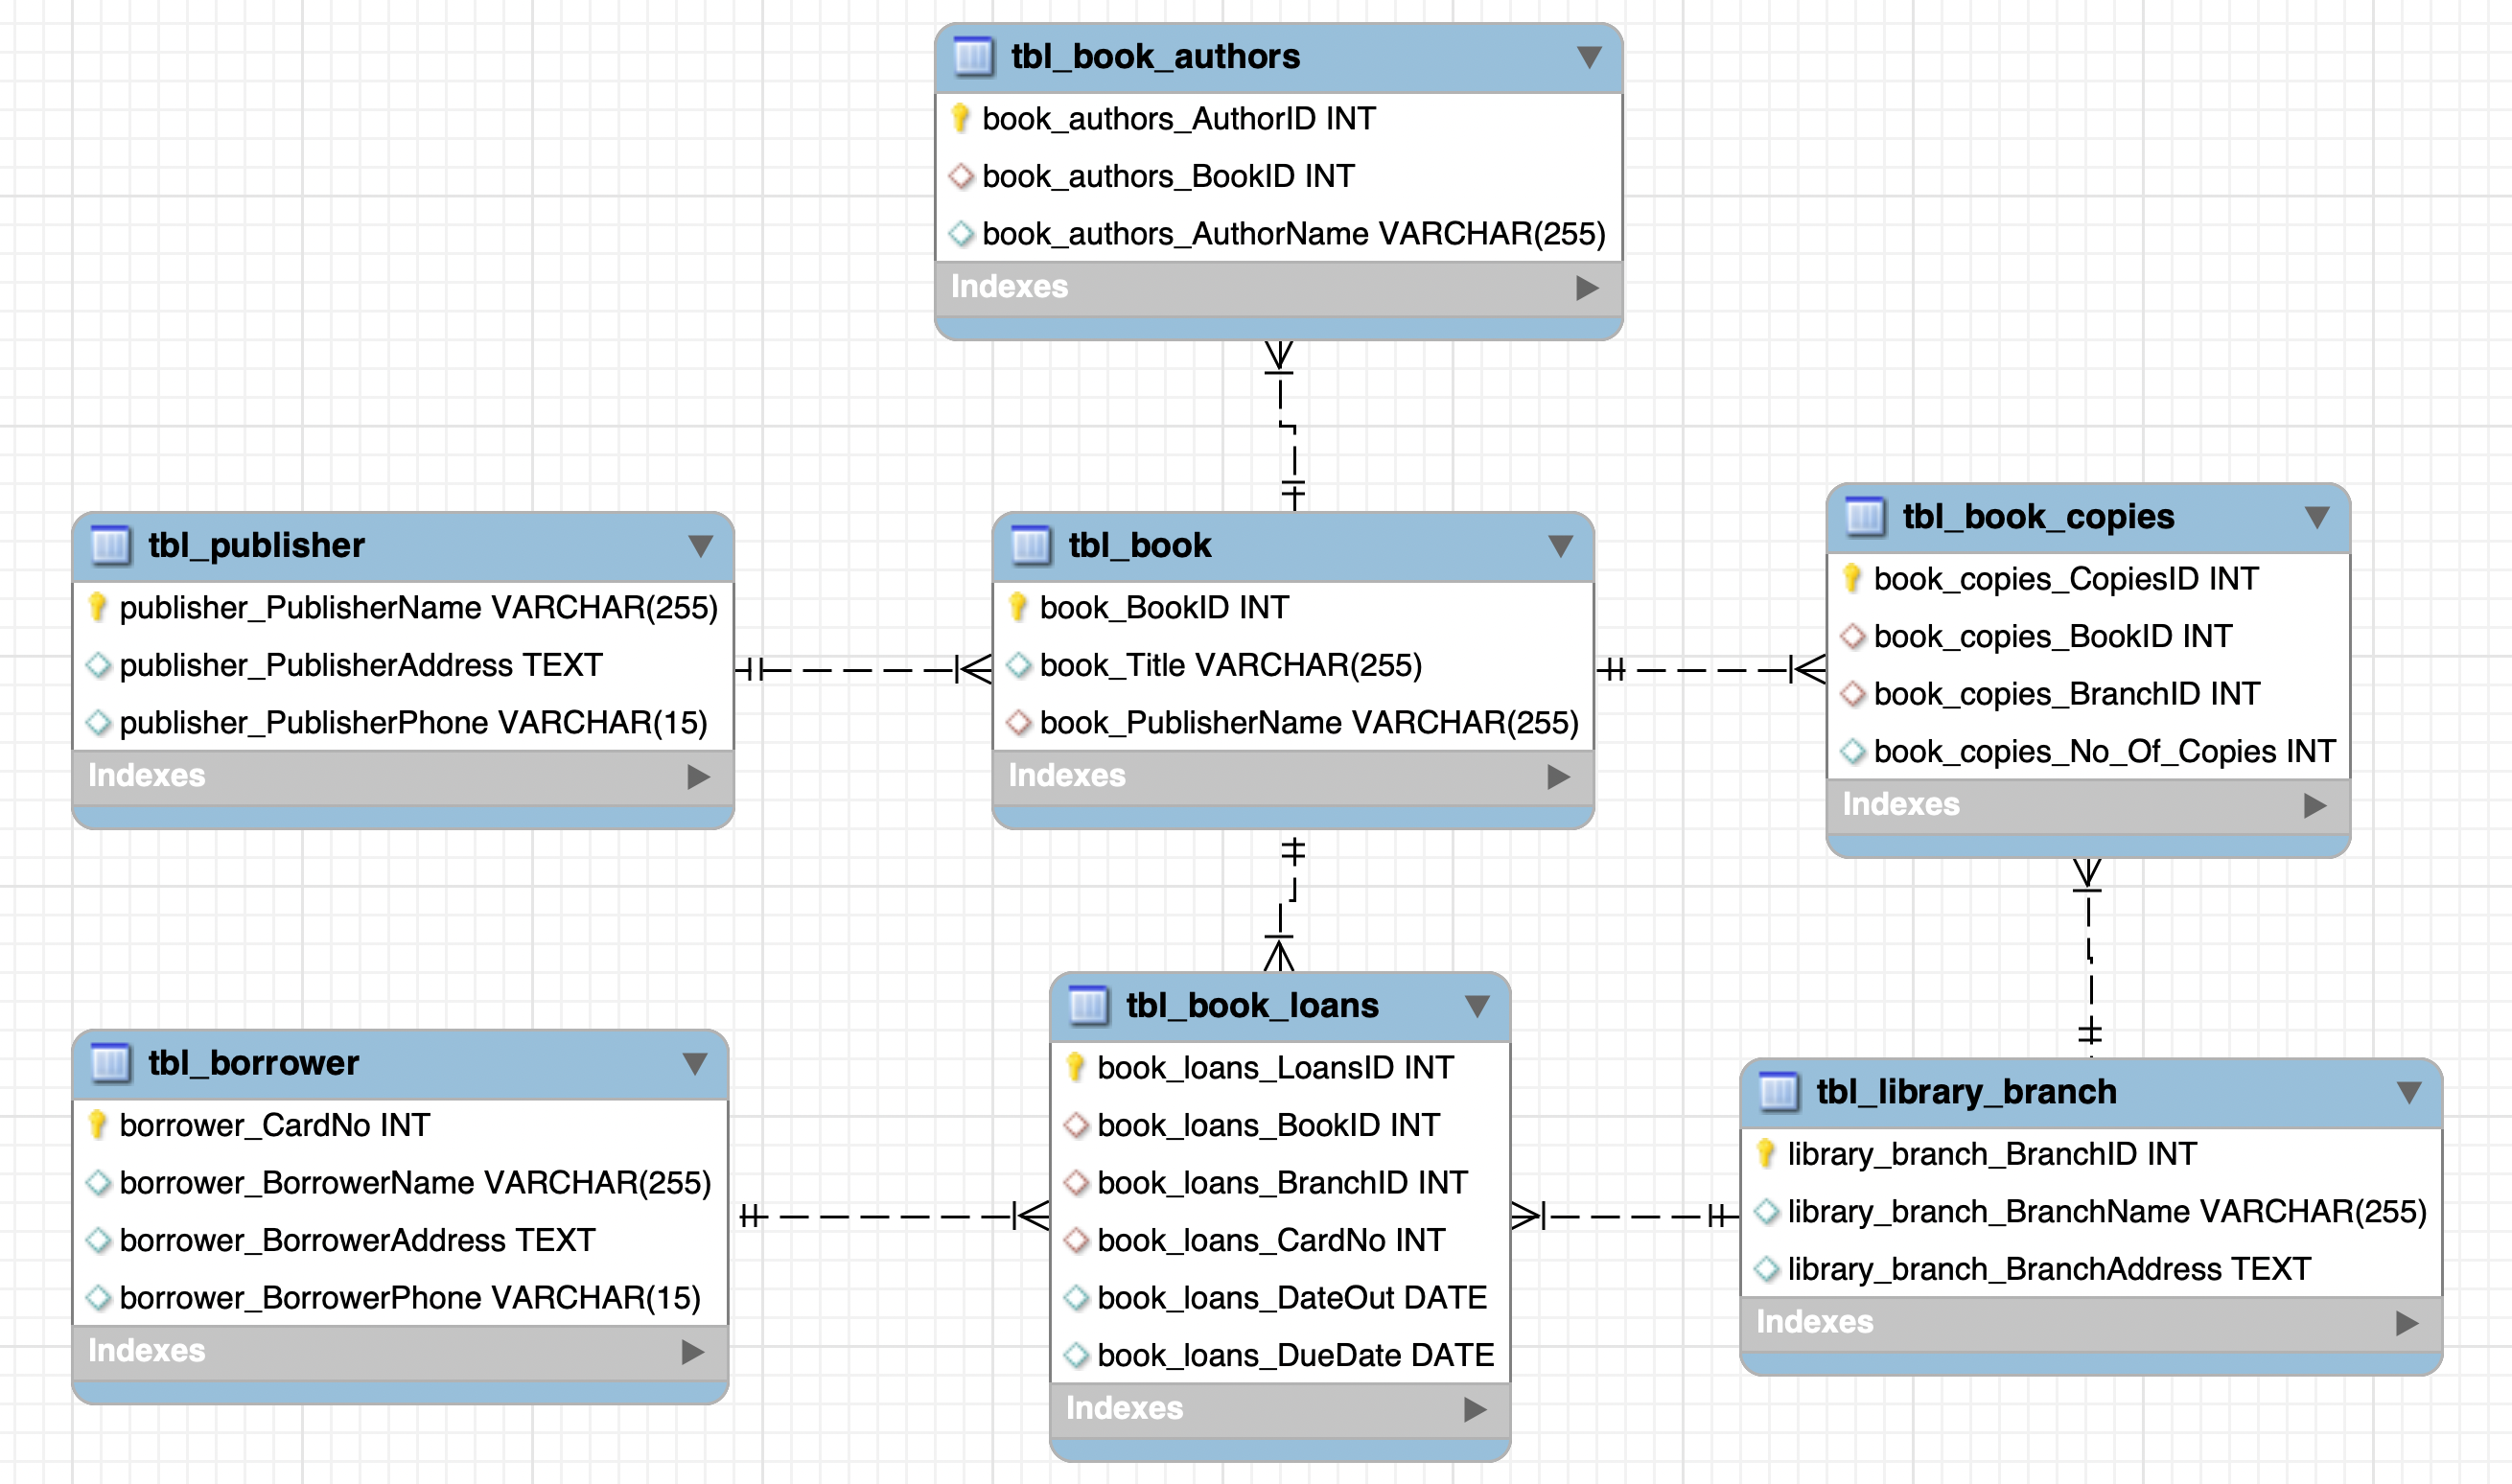 tbl_book_authors
book_authors_AuthorID INT
book_authors_BookID INT
book_authors_AuthorName VARCHAR(255)
Indexes
tbl_publisher
publisher_PublisherName VARCHAR(255)
publisher_PublisherAddress TEXT
publisher_PublisherPhone VARCHAR(15)
Indexes
tbl_book
book_BookID INT
book_Title VARCHAR(255)
book_PublisherName VARCHAR(255)
Indexes
tbl_book_copies
book_copies_CopiesID INT
book_copies_BookID INT
book_copies_BranchID INT
book_copies_No_Of_Copies INT
Indexes
tbl_borrower
borrower_CardNo INT
borrower_BorrowerName VARCHAR(255)
borrower_BorrowerAddress TEXT
borrower_BorrowerPhone VARCHAR(15)
Indexes
tbl_book_loans
book_loans_LoansID INT
book_loans_BookID INT
book_loans_BranchID INT
book_loans_CardNo INT
book_loans_DateOut DATE
book_loans_DueDate DATE
Indexes
tbl_library_branch
library_branch_BranchID INT
library_branch_BranchName VARCHAR(255)
library_branch_BranchAddress TEXT
Indexes